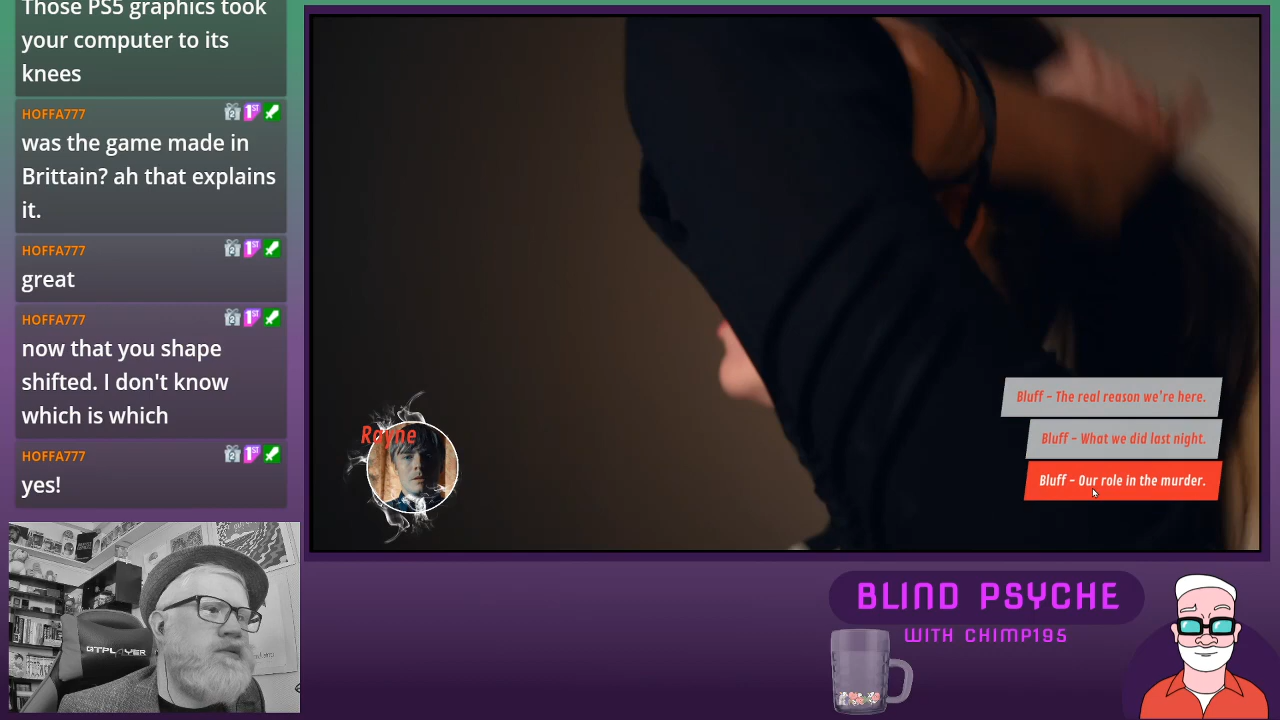 Those PS5 graphics took
your computer to its
knees
HOFFA777
was the game made in
Brittain? ah that explains
it.
HOFFA777
great
HOFFA777
now that you shape
shifted. I don't know
which is which
HOFFA777
yes!
Rayne
Bluff - The real reason we're here.
Bluff - What we did last night.
Bluff - Our role in the murder.
GTPLAYER
BLIND PSYCHE
WITH CHIMP195